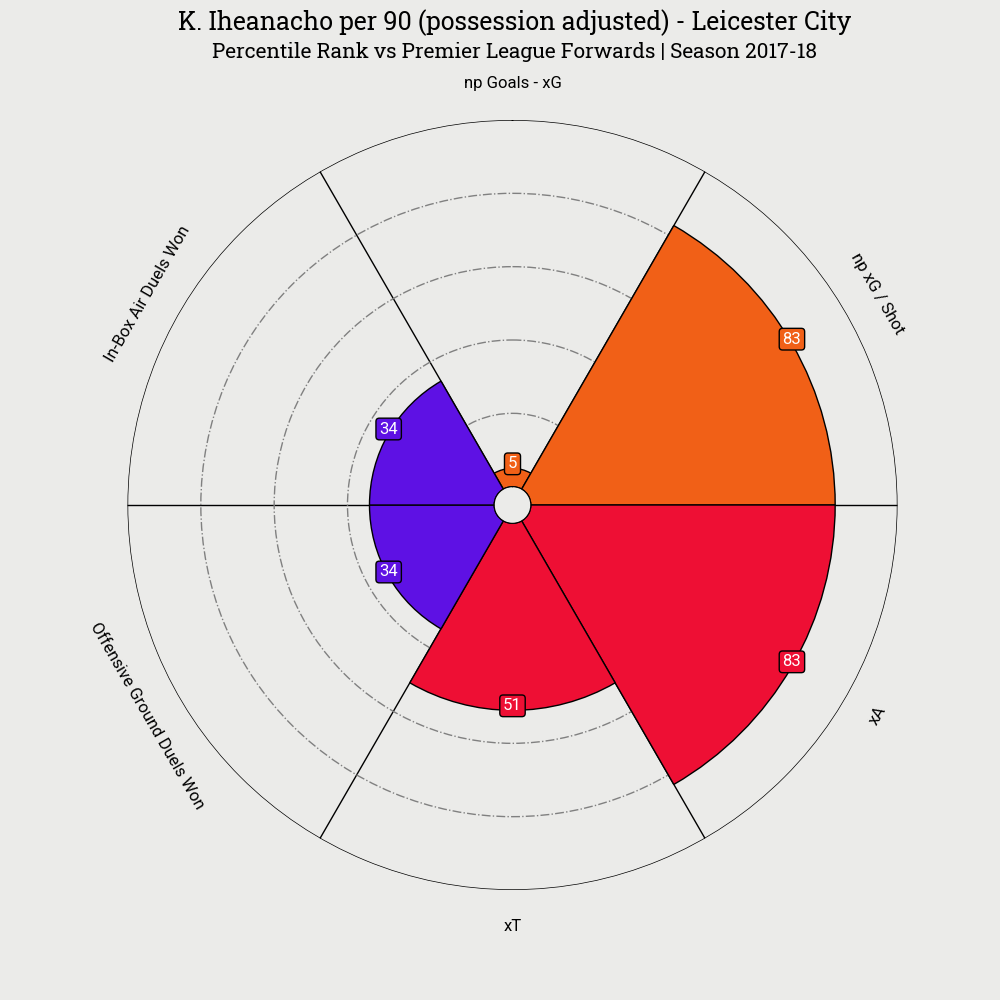 K. Iheanacho per 90 (possession adjusted) - Leicester City
Percentile Rank vs Premier League Forwards | Season 2017-18
np Goals - xG
In-Box Air Duels Won
np xG / Shot
83
34
5
34
83
51
xA
Offensive Ground Duels Won
xT